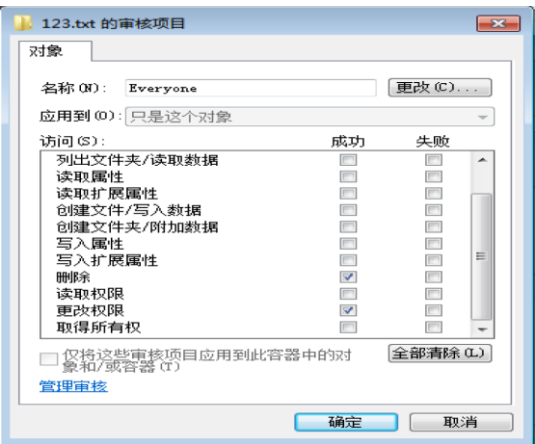 123.txt 的审核项目
对象
名称(N): Everyone 更改(C)...
应用到(O): 只是这个对象
访问(S): 成功 失败
列出文件夹/读取数据
读取属性
读取扩展属性
创建文件/写入数据
创建文件夹/附加数据
写入属性
写入扩展属性
删除
读取权限
更改权限
取得所有权
仅将这些审核项目应用到此容器中的对
象和/或容器(T)
全部清除(L)
管理审核
确定 取消